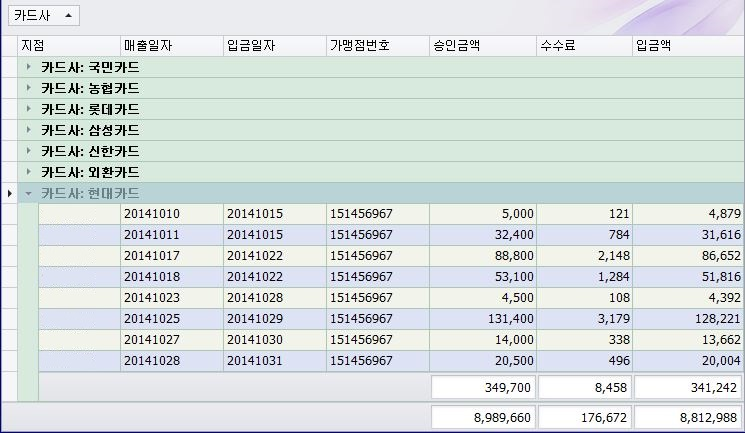 카드사
지점 매출일자 입금일자 가맹점번호 승인금액 수수료 입금액
카드사: 국민카드
카드사: 농협카드
카드사: 롯데카드
카드사: 삼성카드
카드사: 신한카드
카드사: 외환카드
카드사: 현대카드
20141010 20141015 151456967 5,000 121 4,879
20141011 20141015 151456967 32,400 784 31,616
20141017 20141022 151456967 88,800 2,148 86,652
20141018 20141022 151456967 53,100 1,284 51,816
20141023 20141028 151456967 4,500 108 4,392
20141025 20141029 151456967 131,400 3,179 128,221
20141027 20141030 151456967 14,000 338 13,662
20141028 20141031 151456967 20,500 496 20,004
349,700 8,458 341,242
8,989,660 176,672 8,812,988